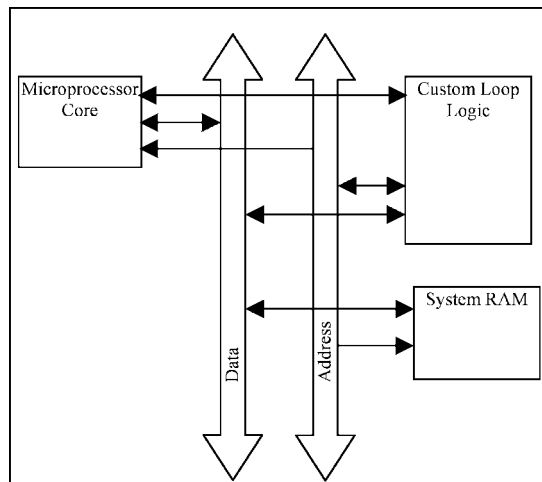 Microprocessor
Core
Custom Loop
Logic
System RAM
Data
Address